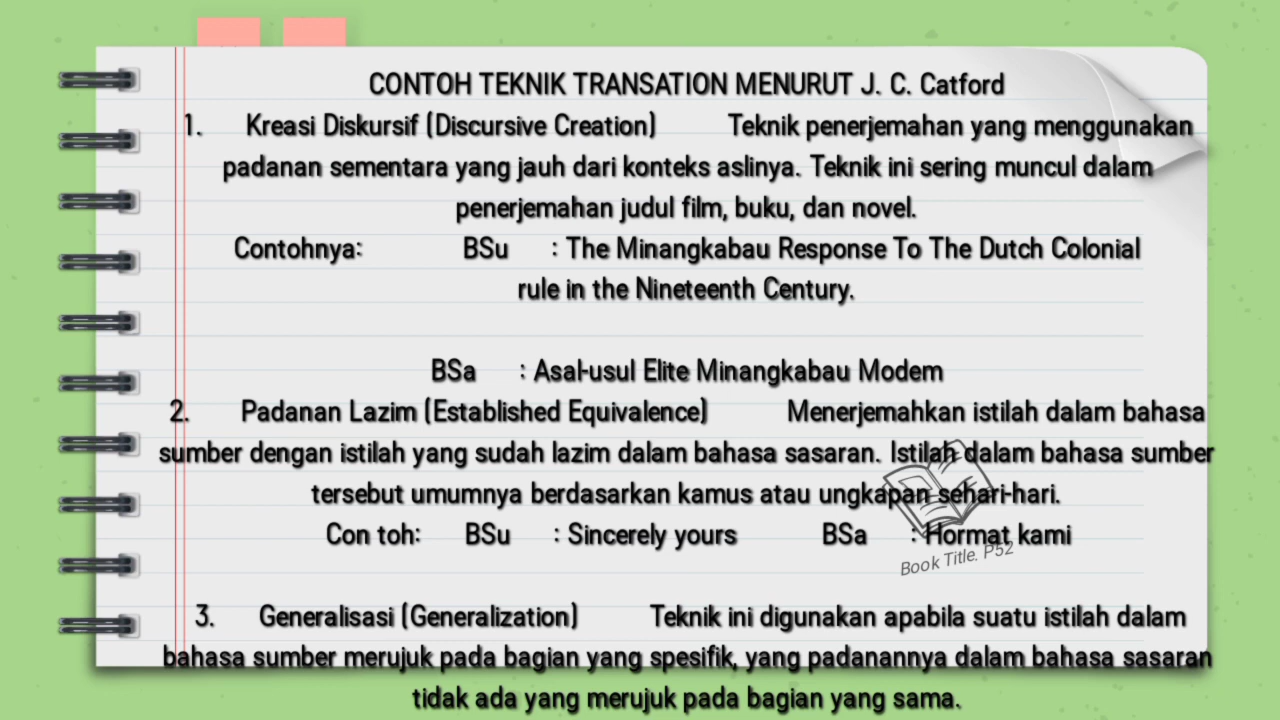 CONTOH TEKNIK TRANSATION MENURUT J. C. Catford
1. Kreasi Diskursif (Discursive Creation) Teknik penerjemahan yang menggunakan
padanan sementara yang jauh dari konteks aslinya. Teknik ini sering muncul dalam
penerjemahan judul film, buku, dan novel.
Contohnya: BSu : The Minangkabau Response To The Dutch Colonial
rule in the Nineteenth Century.
BSa : Asal-usul Elite Minangkabau Modem
2. Padanan Lazim (Established Equivalence) Menerjemahkan istilah dalam bahasa
sumber dengan istilah yang sudah lazim dalam bahasa sasaran. Istilah dalam bahasa sumber
tersebut umumnya berdasarkan kamus atau ungkapan sehari-hari.
Con toh: BSu : Sincerely yours BSa : Hormat kami
Book Title. P52
3. Generalisasi (Generalization) Teknik ini digunakan apabila suatu istilah dalam
bahasa sumber merujuk pada bagian yang spesifik, yang padanannya dalam bahasa sasaran
tidak ada yang merujuk pada bagian yang sama.